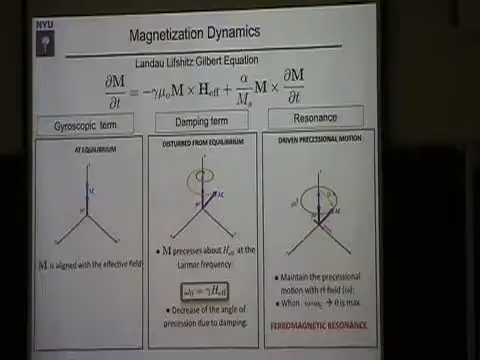 NYU
Magnetization Dynamics
Landau Lifshitz Gilbert Equation
∂M/∂t = −γμ₀M × H_eff + α/M_s M × ∂M/∂t
Gyroscopic term
Damping term
Resonance
AT EQUILIBRIUM
M is aligned with the effective field
DISTURBED FROM EQUILIBRIUM
• M precesses about H_eff at the
Larmor frequency:
ω₀ = γH_eff
• Decrease of the angle of
precession due to damping.
DRIVEN PRECESSIONAL MOTION
• Maintain the precessional
motion with rf field (ω):
• When ω=ω₀ → θ is max
FERROMAGNETIC RESONANCE